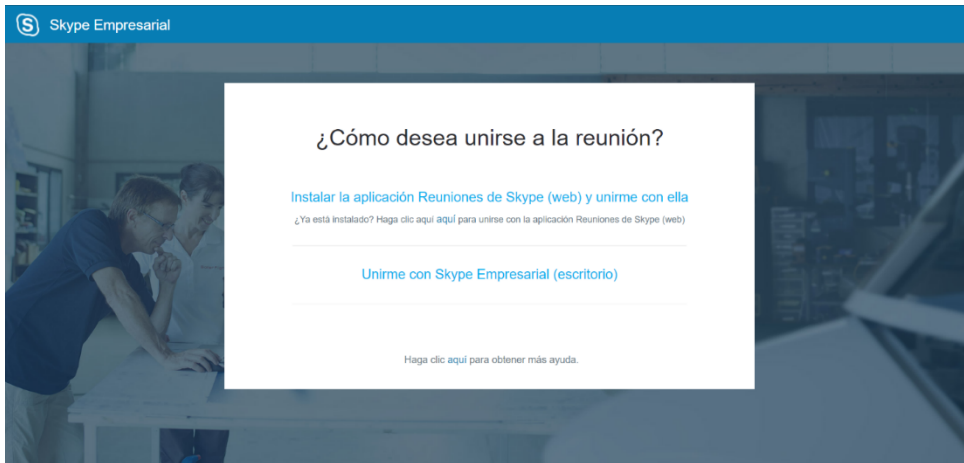 S Skype Empresarial
¿Cómo desea unirse a la reunión?
Instalar la aplicación Reuniones de Skype (web) y unirme con ella
¿Ya está instalado? Haga clic aquí aquí para unirse con la aplicación Reuniones de Skype (web)
Unirme con Skype Empresarial (escritorio)
Haga clic aquí para obtener más ayuda.